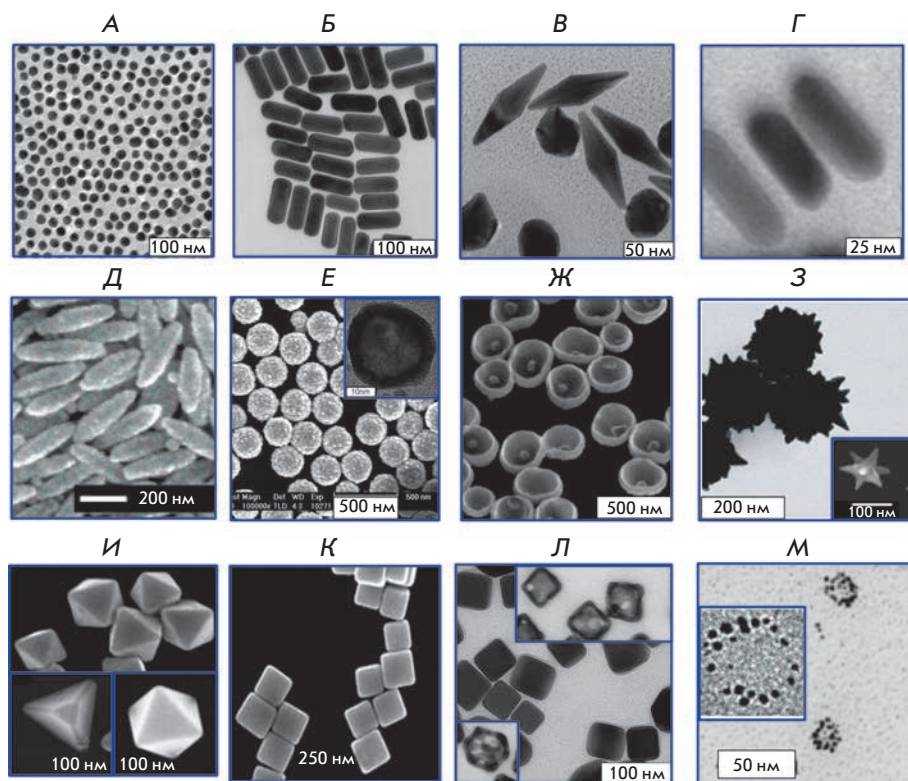 А Б В Г
100 нм 100 нм 50 нм 25 нм
Д Е Ж З
10nm
200 нм 500 нм 500 нм 200 нм 100 нм
И К Л М
100 нм 100 нм 250 нм 100 нм 50 нм